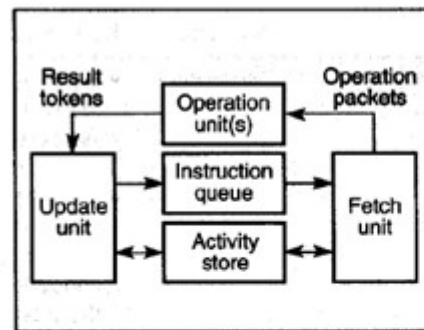 Result
tokens
Operation
packets
Operation
unit(s)
Instruction
queue
Update
unit
Fetch
unit
Activity
store